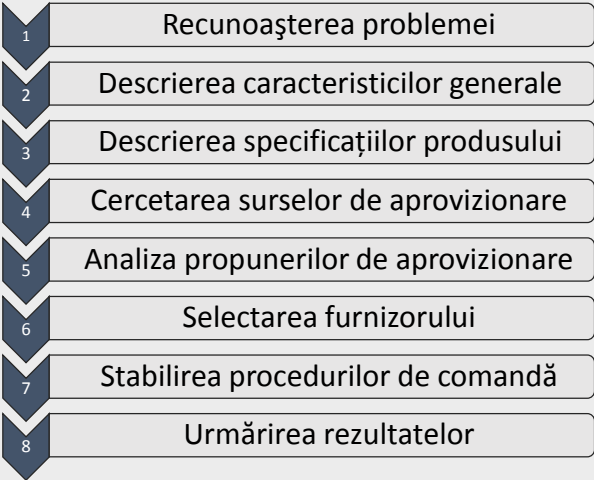 1 Recunoaşterea problemei
2 Descrierea caracteristicilor generale
3 Descrierea specificațiilor produsului
4 Cercetarea surselor de aprovizionare
5 Analiza propunerilor de aprovizionare
6 Selectarea furnizorului
7 Stabilirea procedurilor de comandă
8 Urmărirea rezultatelor